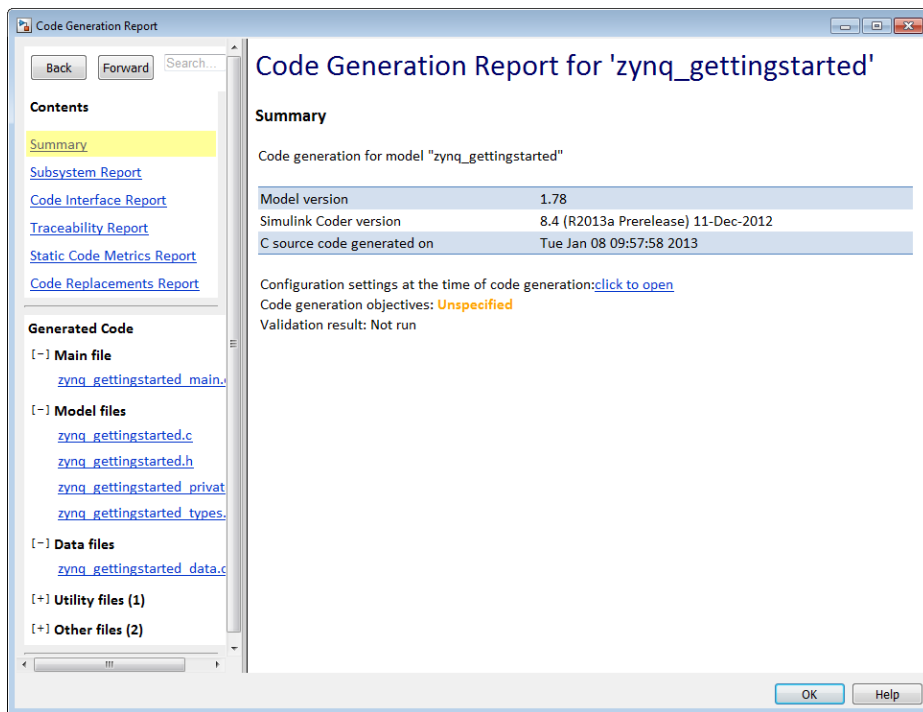 Code Generation Report
Back
Forward
Search...
Contents
Summary
Subsystem Report
Code Interface Report
Traceability Report
Static Code Metrics Report
Code Replacements Report
Generated Code
[-] Main file
zynq_gettingstarted_main.c
[-] Model files
zynq_gettingstarted.c
zynq_gettingstarted.h
zynq_gettingstarted_privat
zynq_gettingstarted_types.
[-] Data files
zynq_gettingstarted_data.c
[+] Utility files (1)
[+] Other files (2)
Code Generation Report for 'zynq_gettingstarted'
Summary
Code generation for model "zynq_gettingstarted"
Model version 1.78
Simulink Coder version 8.4 (R2013a Prerelease) 11-Dec-2012
C source code generated on Tue Jan 08 09:57:58 2013
Configuration settings at the time of code generation:click to open
Code generation objectives: Unspecified
Validation result: Not run
OK
Help